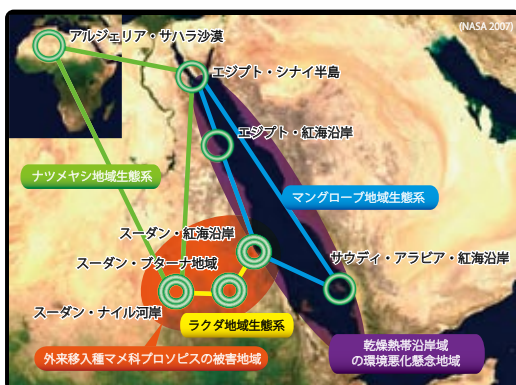 (NASA 2007)
アルジェリア・サハラ沙漠
エジプト・シナイ半島
エジプト・紅海沿岸
ナツメヤシ地域生態系
マングローブ地域生態系
スーダン・紅海沿岸
スーダン・ブターナ地域
サウディ・アラビア・紅海沿岸
スーダン・ナイル河岸
ラクダ地域生態系
外来移入種マメ科プロソピスの被害地域
乾燥熱帯沿岸域
の環境悪化懸念地域